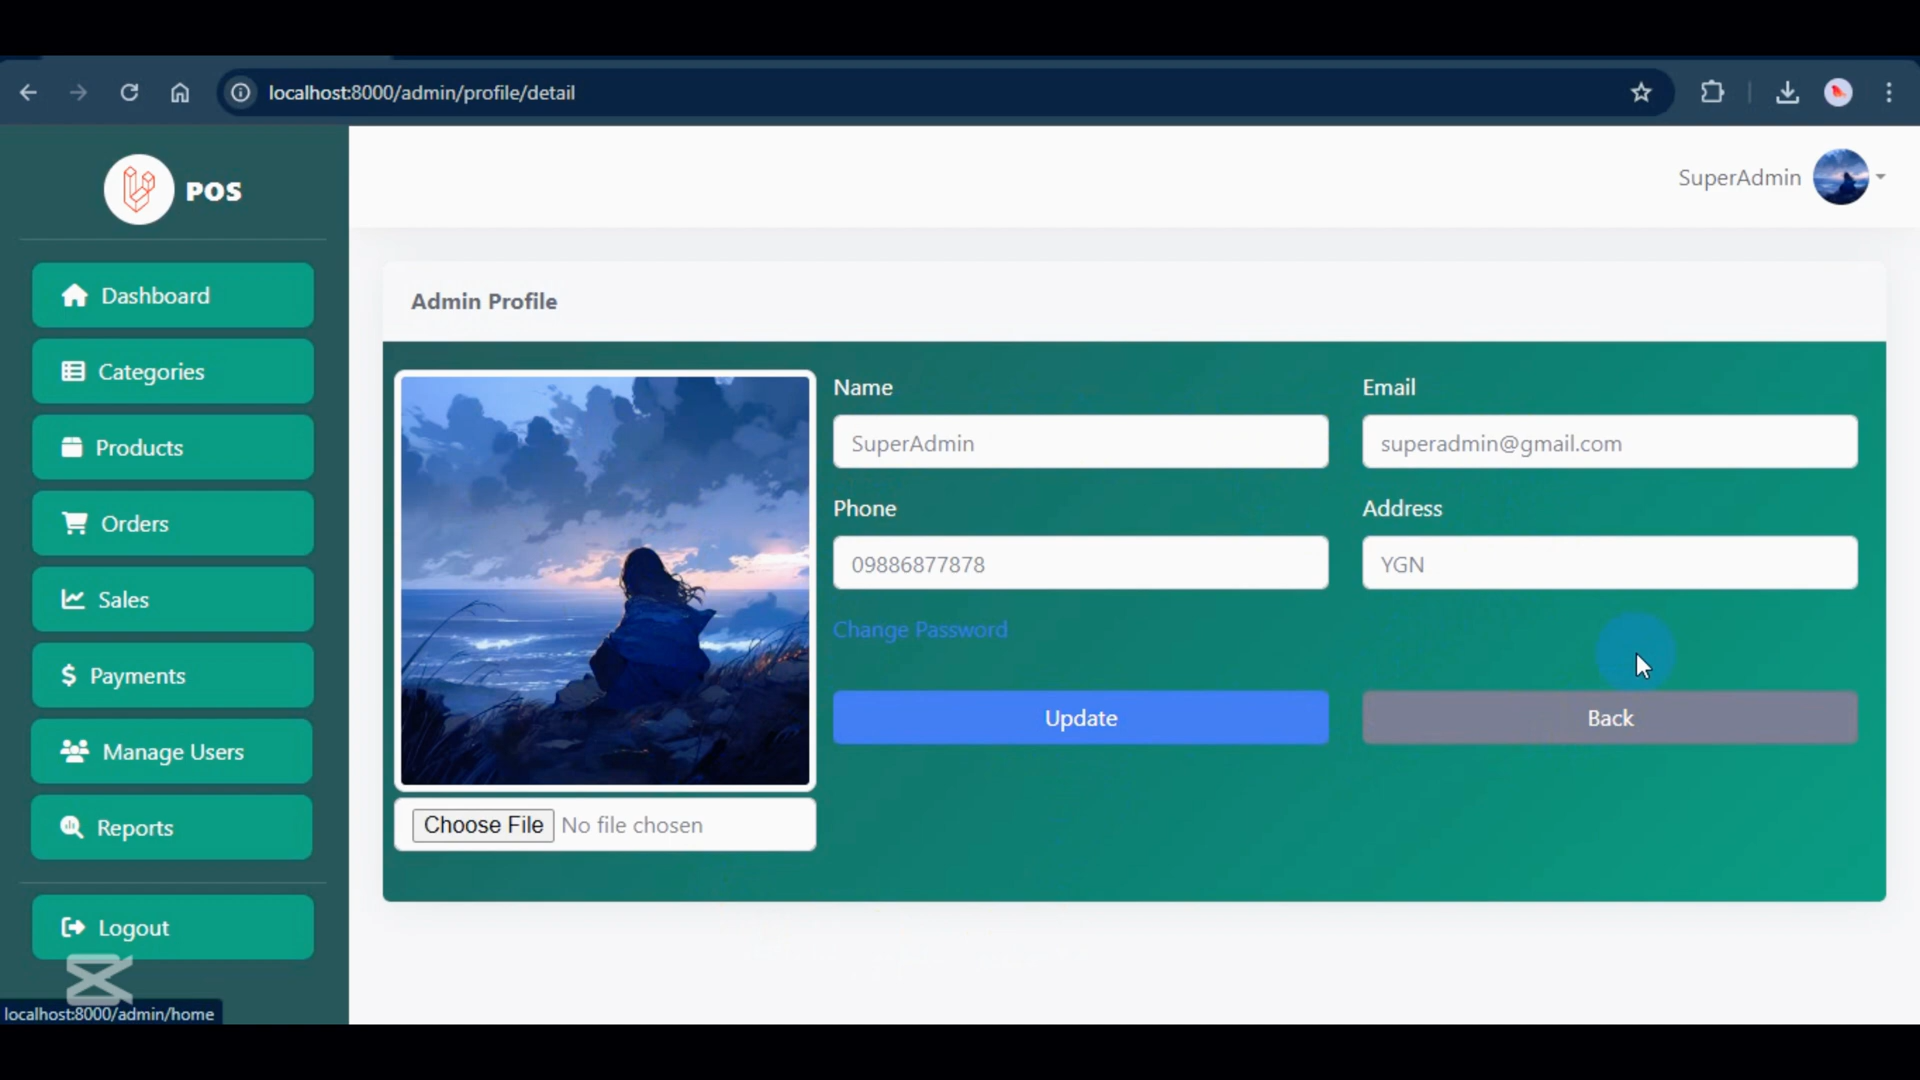 localhost:8000/admin/profile/detail
POS
SuperAdmin
Dashboard
Categories
Products
Orders
Sales
Payments
Manage Users
Reports
Logout
Admin Profile
Name
SuperAdmin
Email
superadmin@gmail.com
Phone
09886877878
Address
YGN
Change Password
Update
Back
Choose File No file chosen
localhost:8000/admin/home